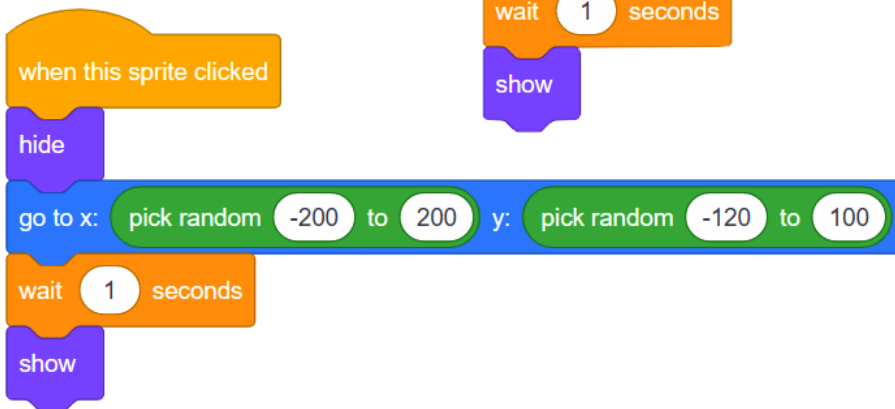 wait 1 seconds
show
when this sprite clicked
hide
go to x: pick random -200 to 200 y: pick random -120 to 100
wait 1 seconds
show